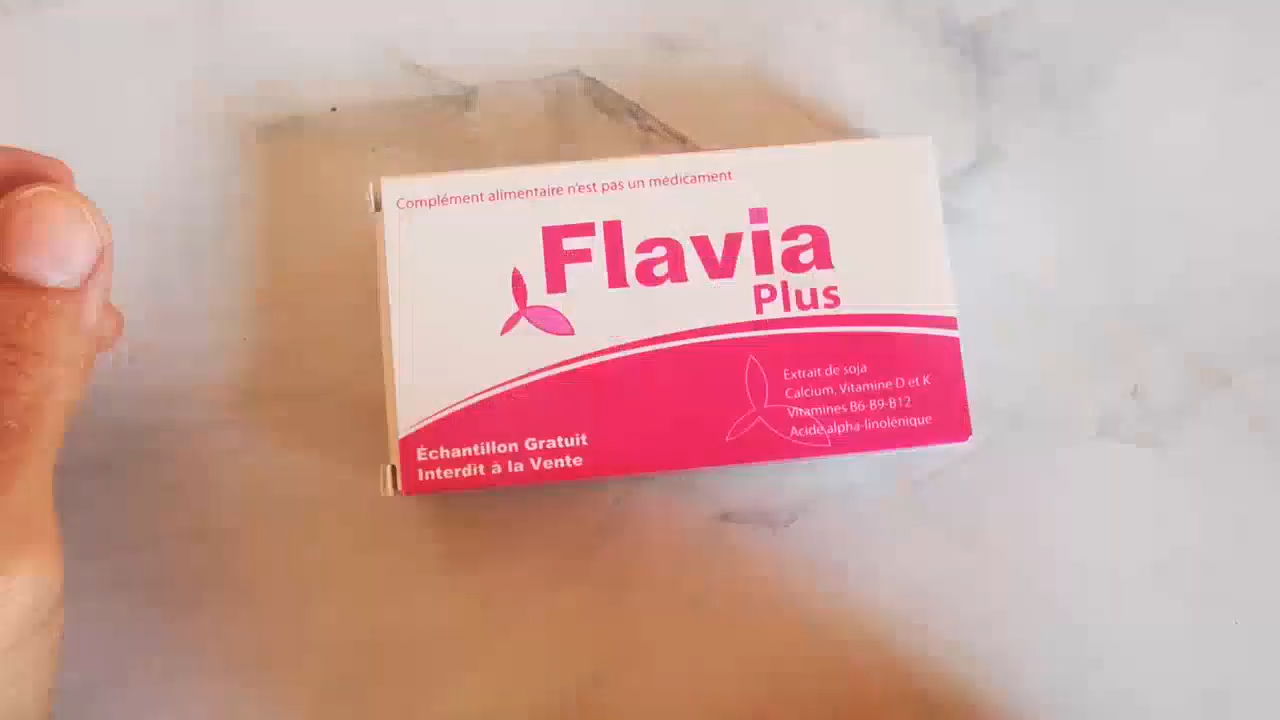 Complément alimentaire n'est pas un médicament
Flavia
Plus
Extrait de soja
Calcium, Vitamine D et K
Vitamines B6-B9-B12
Acide alpha-linolénique
Échantillon Gratuit
Interdit à la Vente